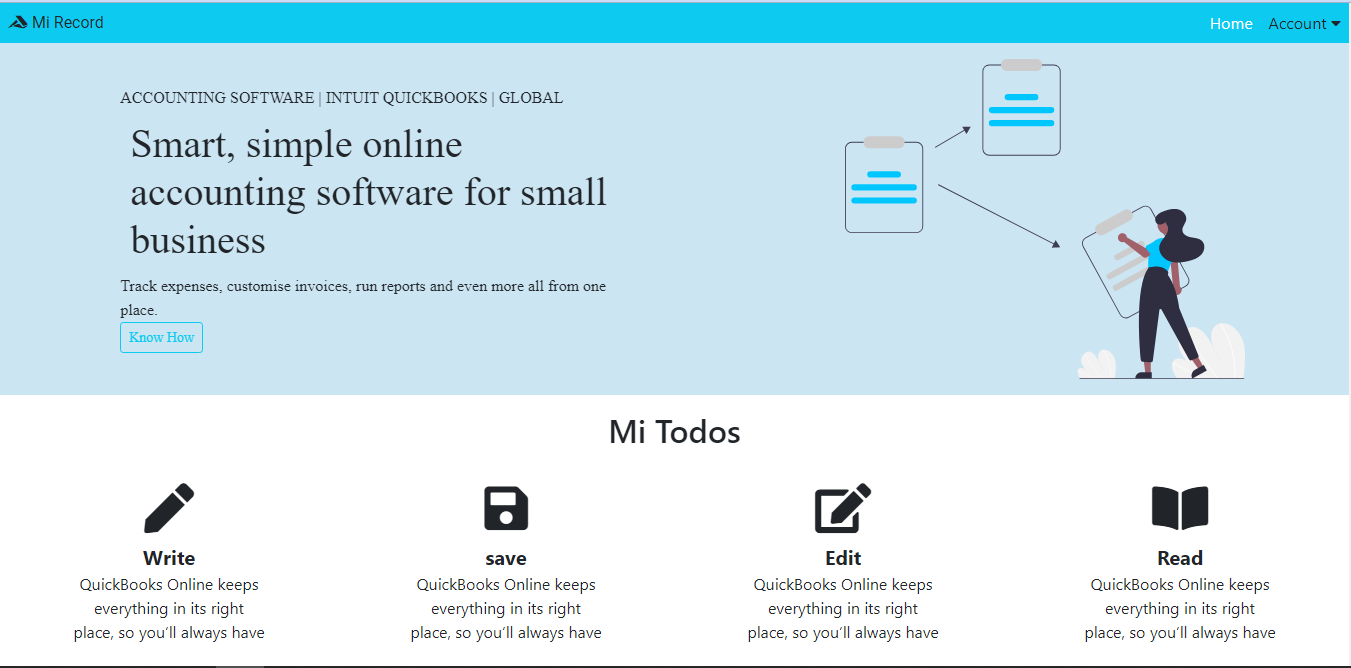 Mi Record
Home
Account
ACCOUNTING SOFTWARE | INTUIT QUICKBOOKS | GLOBAL
Smart, simple online
accounting software for small
business
Track expenses, customise invoices, run reports and even more all from one
place.
Know How
Mi Todos
Write
QuickBooks Online keeps
everything in its right
place, so you’ll always have
save
QuickBooks Online keeps
everything in its right
place, so you’ll always have
Edit
QuickBooks Online keeps
everything in its right
place, so you’ll always have
Read
QuickBooks Online keeps
everything in its right
place, so you’ll always have